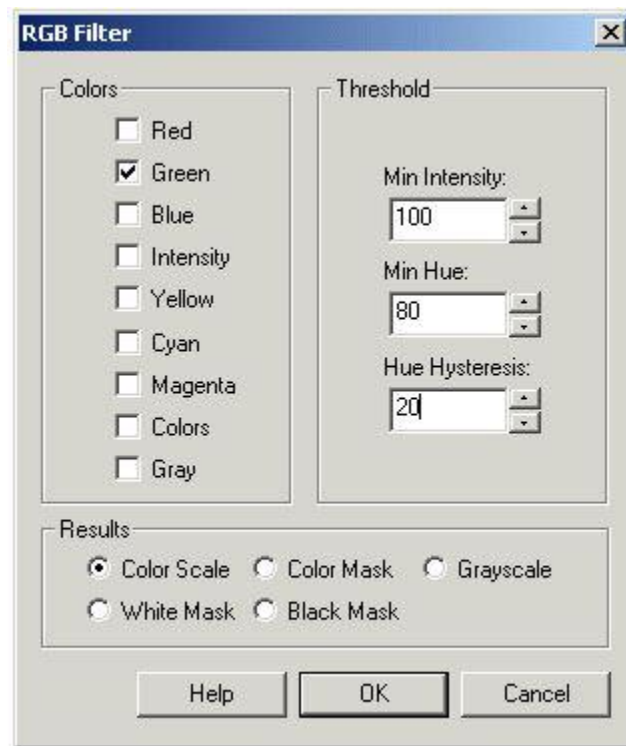 RGB Filter
Colors
Red
Green
Blue
Intensity
Yellow
Cyan
Magenta
Colors
Gray
Threshold
Min Intensity:
100
Min Hue:
80
Hue Hysteresis:
20
Results
Color Scale Color Mask Grayscale
White Mask Black Mask
Help OK Cancel